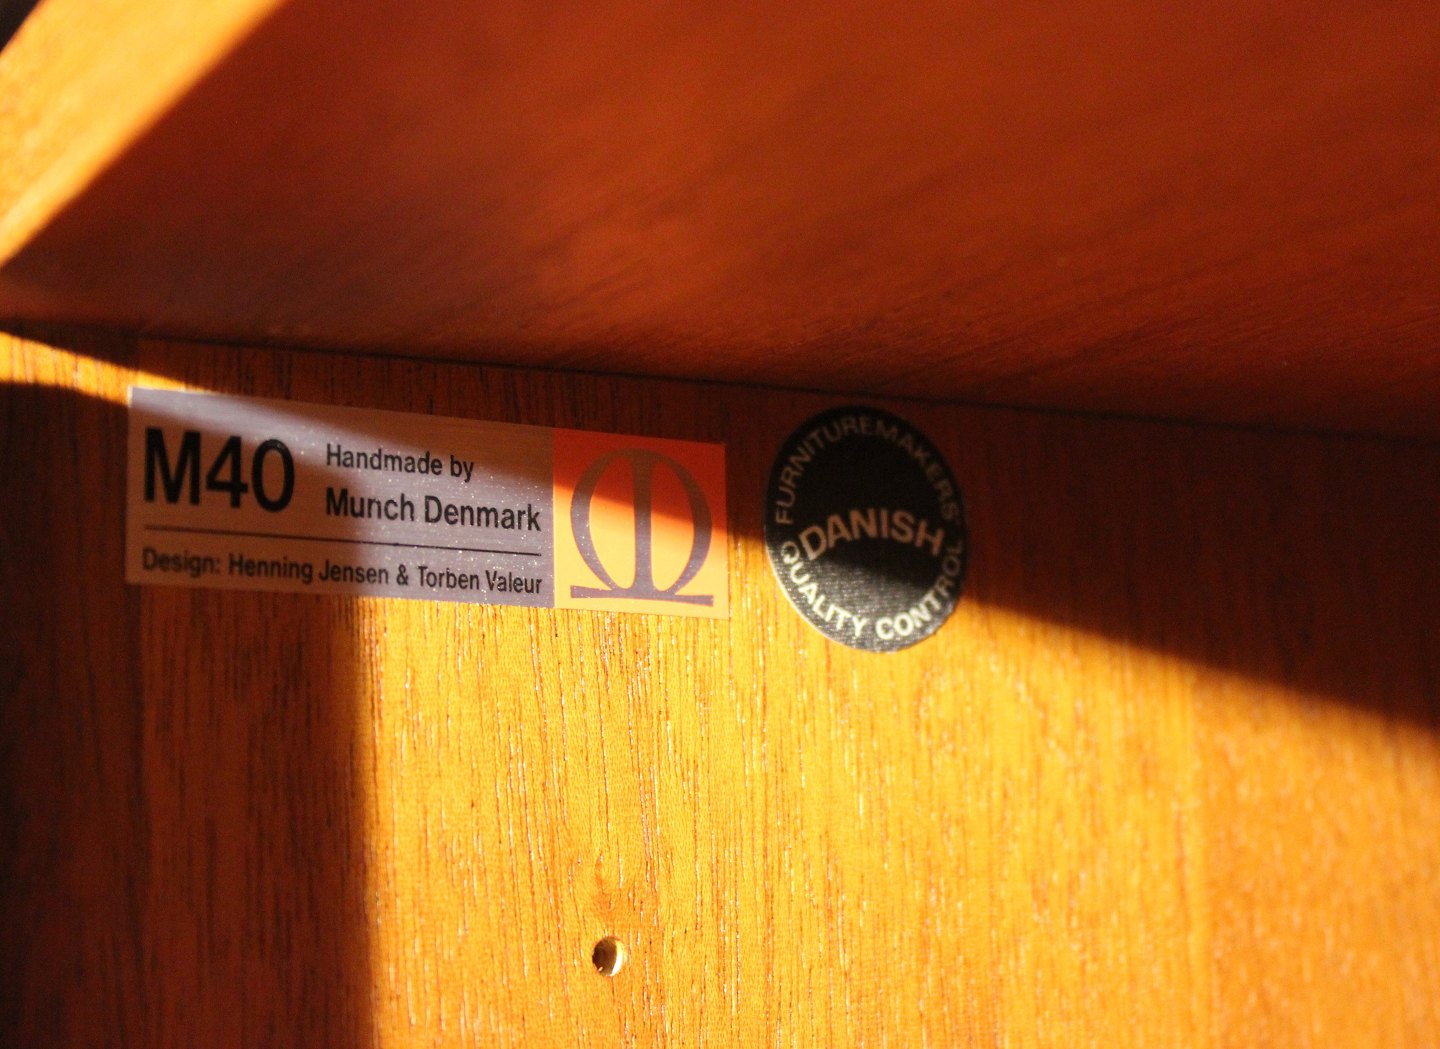 M40
Handmade by
Munch Denmark
Design: Henning Jensen & Torben Valeur
FURNITUREMAKERS'
DANISH
QUALITY CONTROL